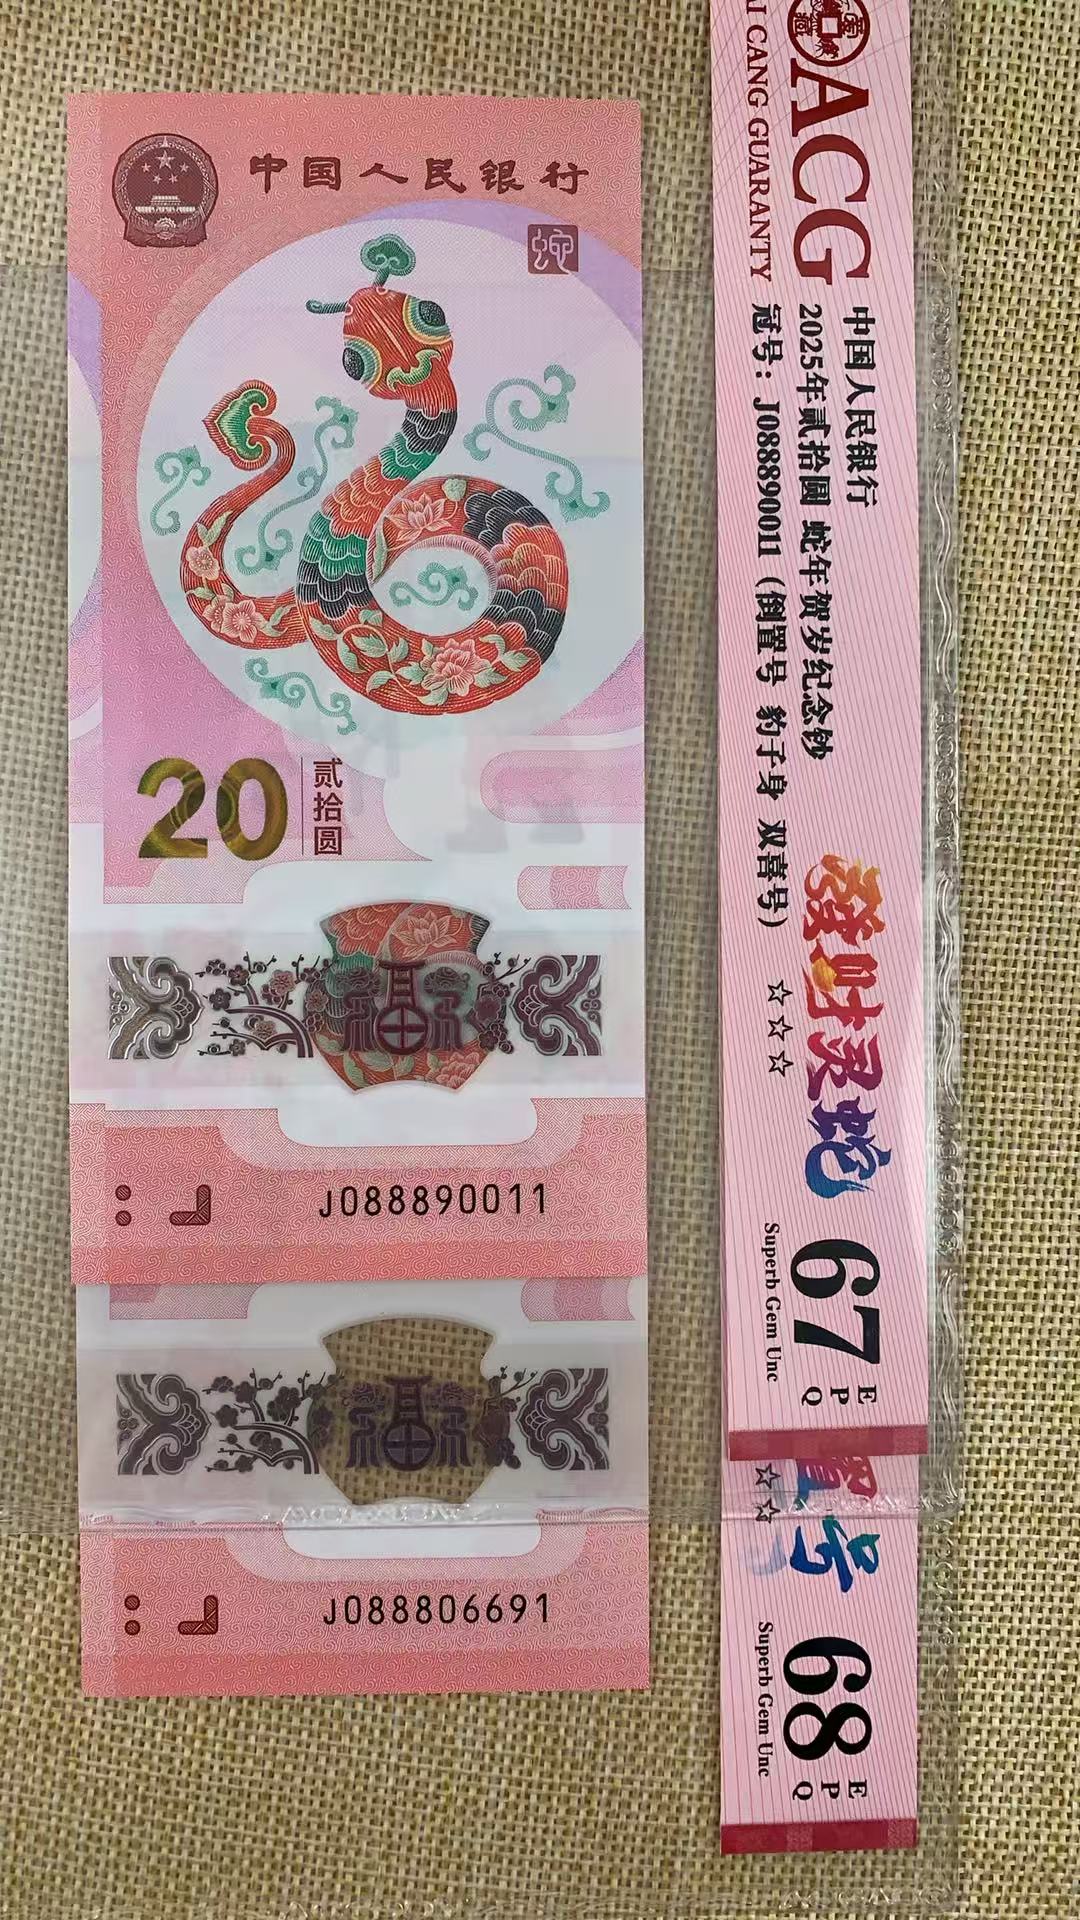 中国人民银行
蛇
20
贰拾圆
福
J088890011
福
J088806691
ACG
CANG GUARANTY
中国人民银行
2025年贰拾圆 蛇年贺岁纪念钞
冠号：J088890011（倒置号 豹子身 双喜号）
發财灵蛇
☆☆☆
67 EPQ
Superb Gem Unc
置号
☆☆
68 EPQ
Superb Gem Unc